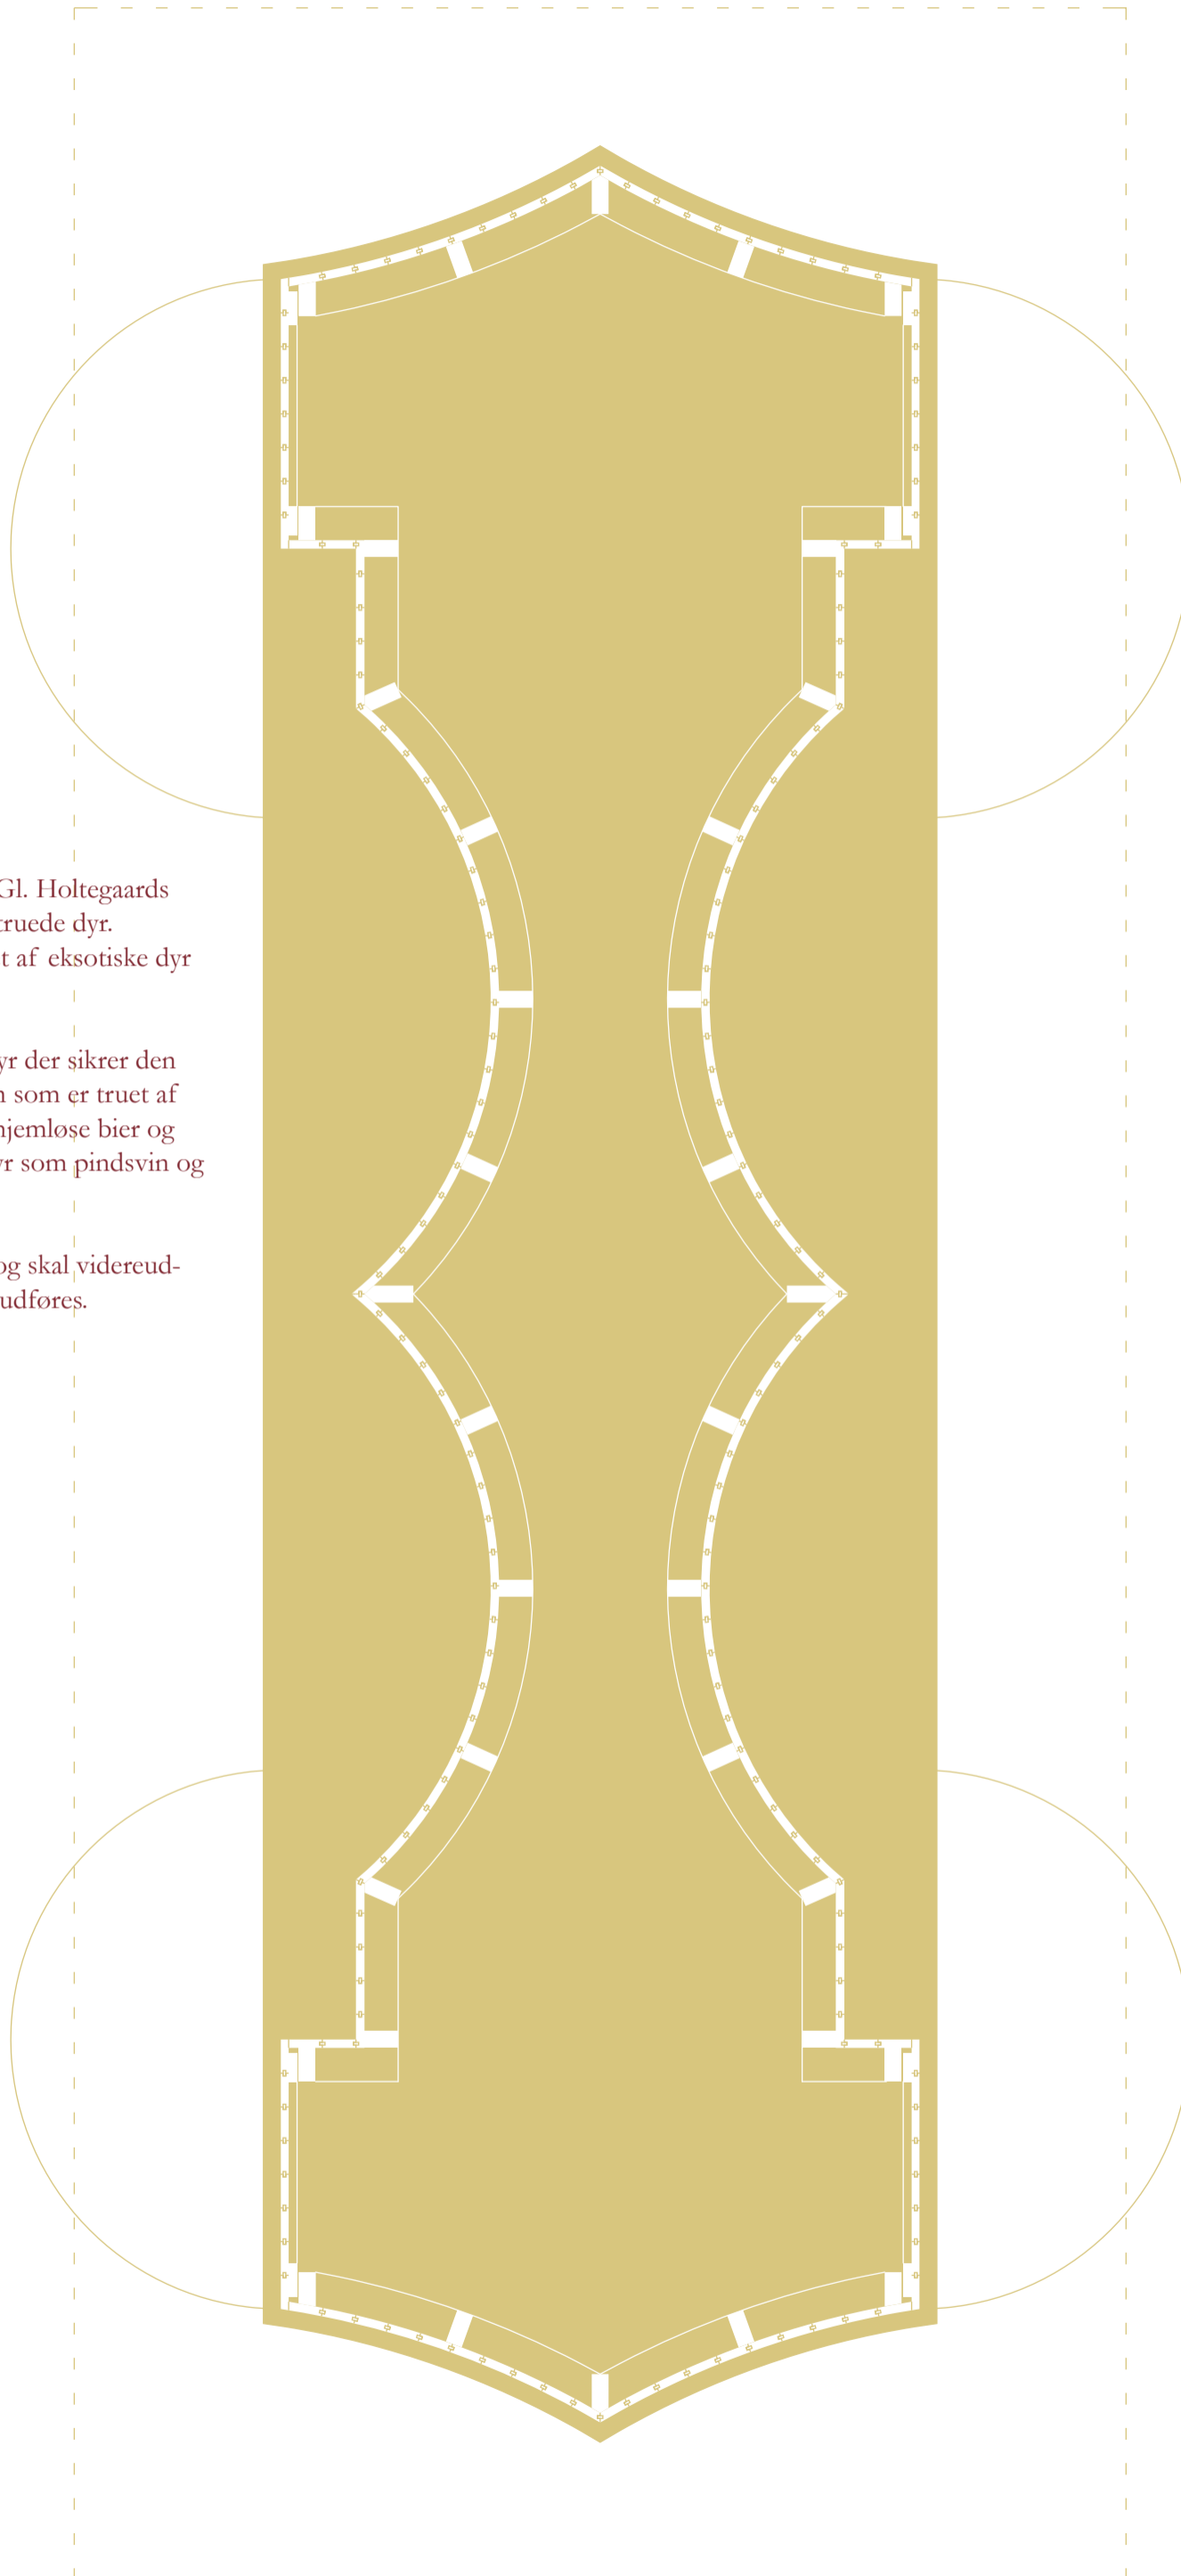 Gl. Holtegaards
truede dyr.
t af eksotiske dyr
yr der sikrer den
n som er truet af
hjemløse bier og
yr som pindsvin og
og skal videreud-
udføres.